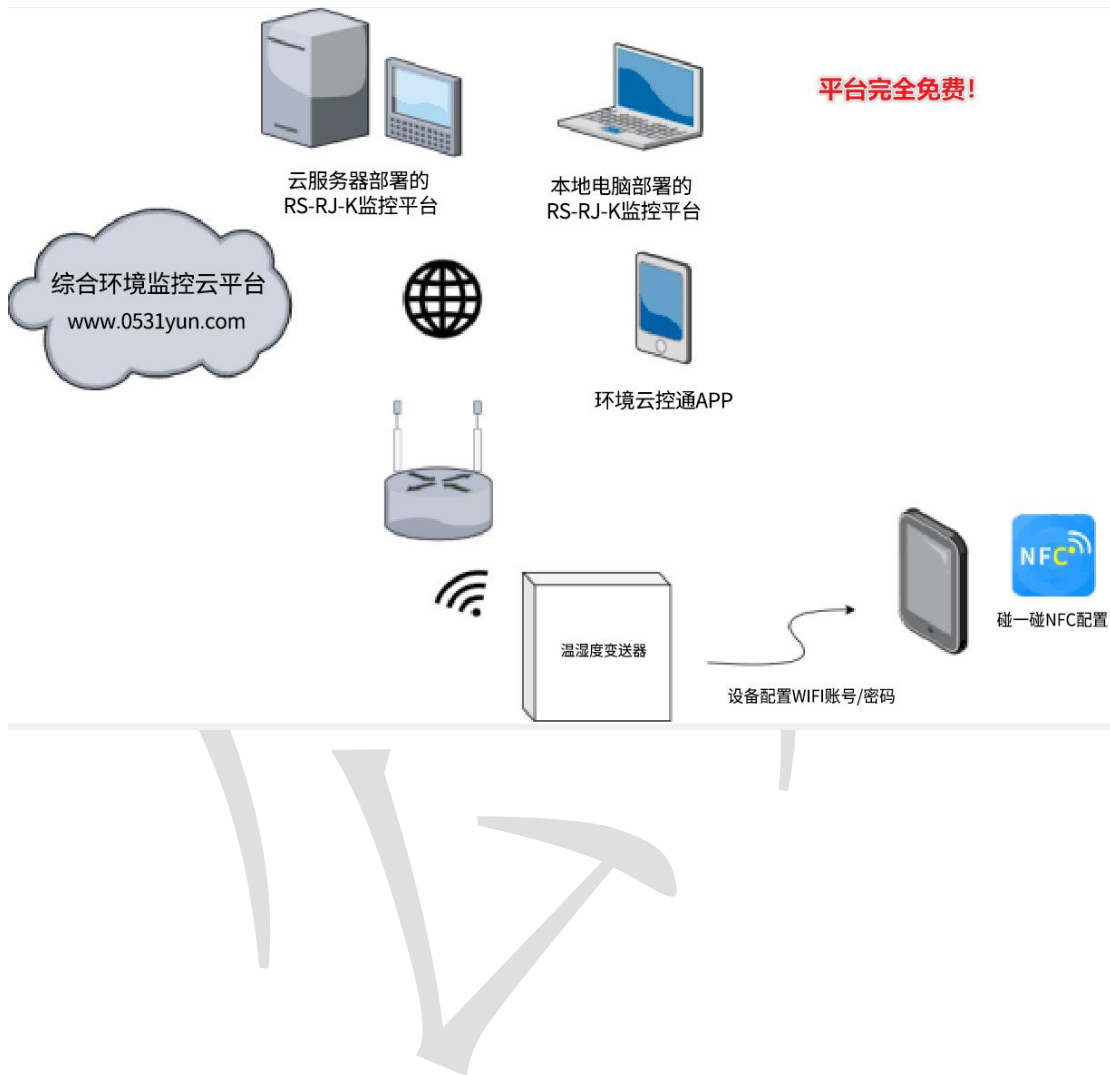 平台完全免费！
云服务器部署的
RS-RJ-K监控平台
本地电脑部署的
RS-RJ-K监控平台
综合环境监控云平台
www.0531yun.com
环境云控通APP
NFC
碰一碰NFC配置
温湿度变送器
设备配置WIFI账号/密码